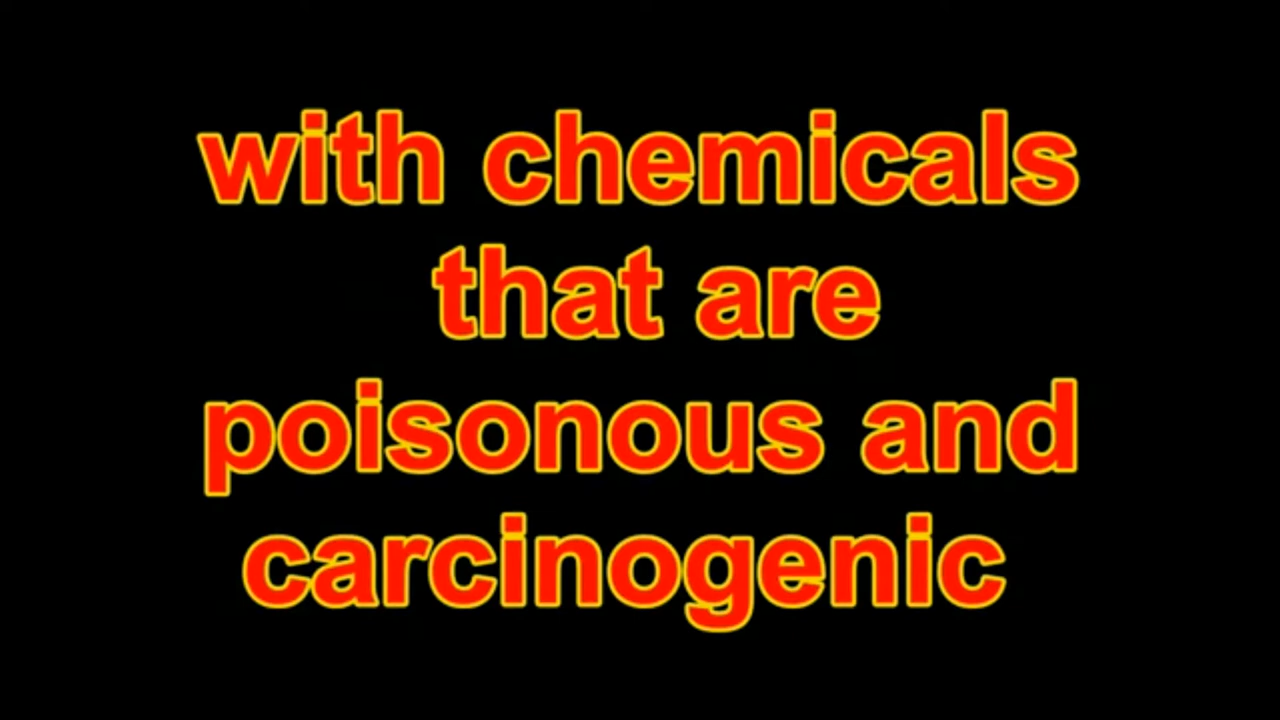 with chemicals
that are
poisonous and
carcinogenic